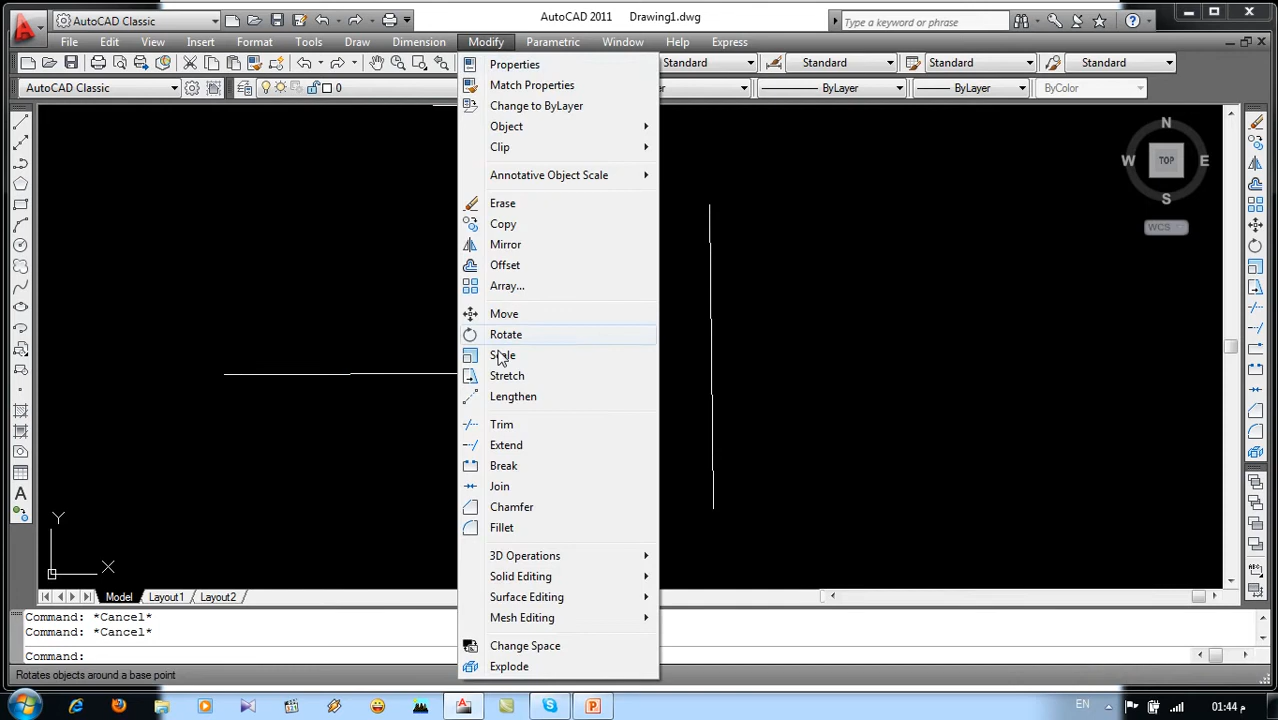 AutoCAD Classic
AutoCAD 2011 Drawing1.dwg
Type a keyword or phrase
File Edit View Insert Format Tools Draw Dimension Modify Parametric Window Help Express
Standard Standard Standard Standard
AutoCAD Classic 0 ByLayer ByLayer ByColor
Properties
Match Properties
Change to ByLayer
Object
Clip
Annotative Object Scale
Erase
Copy
Mirror
Offset
Array...
Move
Rotate
Scale
Stretch
Lengthen
Trim
Extend
Break
Join
Chamfer
Fillet
3D Operations
Solid Editing
Surface Editing
Mesh Editing
Change Space
Explode
N
W TOP E
S
WCS
Y
X
A
Model Layout1 Layout2
Command: *Cancel*
Command: *Cancel*
Command:
Rotates objects around a base point
EN 01:44 م